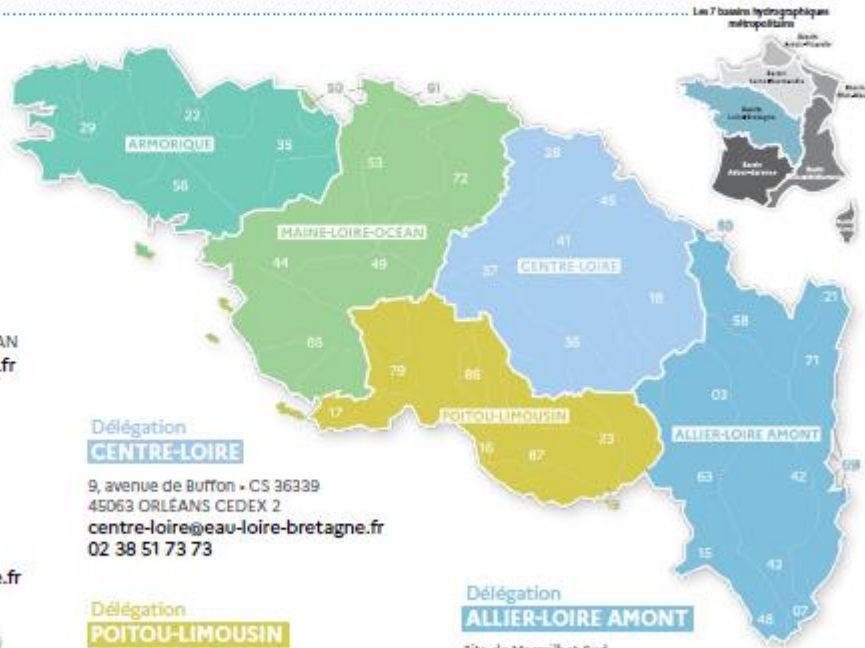 Les 7 bassins hydrographiques
métropolitains
50
61
29
22
35
ARMORIQUE
56
53
72
MAINE-LOIRE-OCÉAN
44
49
28
45
41
37
CENTRE-LOIRE
18
36
89
58
21
71
03
ALLIER-LOIRE AMONT
63
42
69
15
43
48
07
79
86
17
POITOU-LIMOUSIN
16
87
23
AN
.fr
Délégation
CENTRE-LOIRE
9, avenue de Buffon • CS 36339
45063 ORLÉANS CEDEX 2
centre-loire@eau-loire-bretagne.fr
02 38 51 73 73
e.fr
Délégation
POITOU-LIMOUSIN
Délégation
ALLIER-LOIRE AMONT